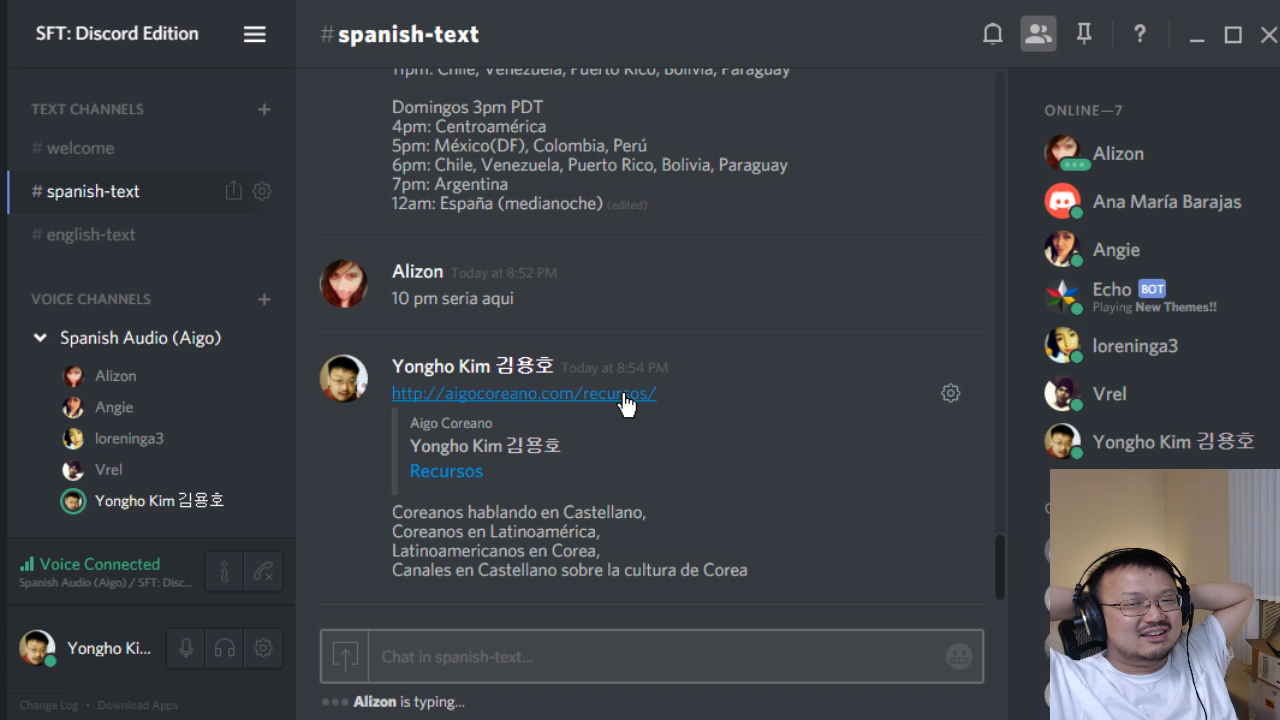 SFT: Discord Edition
TEXT CHANNELS
# welcome
# spanish-text
# english-text
VOICE CHANNELS
Spanish Audio (Aigo)
Alizon
Angie
loreninga3
Vrel
Yongho Kim 김용호
Voice Connected
Spanish Audio (Aigo) / SFT: Disc...
Yongho Ki...
Change Log • Download Apps
# spanish-text
11pm: Chile, Venezuela, Puerto Rico, Bolivia, Paraguay
Domingos 3pm PDT
4pm: Centroamérica
5pm: México(DF), Colombia, Perú
6pm: Chile, Venezuela, Puerto Rico, Bolivia, Paraguay
7pm: Argentina
12am: España (medianoche) (edited)
Alizon Today at 8:52 PM
10 pm seria aqui
Yongho Kim 김용호 Today at 8:54 PM
http://aigocoreano.com/recursos/
Aigo Coreano
Yongho Kim 김용호
Recursos
Coreanos hablando en Castellano,
Coreanos en Latinoamérica,
Latinoamericanos en Corea,
Canales en Castellano sobre la cultura de Corea
Chat in spanish-text...
Alizon is typing...
ONLINE—7
Alizon
Ana María Barajas
Angie
Echo BOT
Playing New Themes!!
loreninga3
Vrel
Yongho Kim 김용호